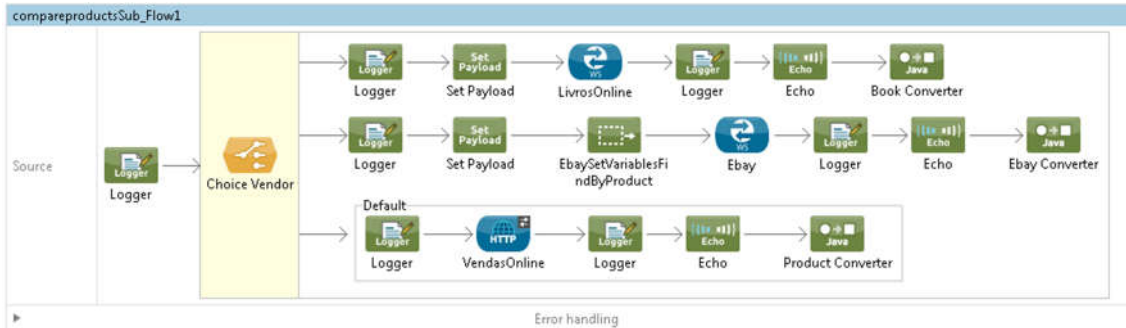 compareproductsSub_Flow1
Source
Logger
Logger
Choice Vendor
Logger
Logger
Set
Payload
Set Payload
WS
LivrosOnline
Logger
Logger
Echo
Echo
Java
Book Converter
Logger
Logger
Set
Payload
Set Payload
EbaySetVariablesFi
ndByProduct
WS
Ebay
Logger
Logger
Echo
Echo
Java
Ebay Converter
Default
Logger
Logger
HTTP
VendasOnline
Logger
Logger
Echo
Echo
Java
Product Converter
Error handling